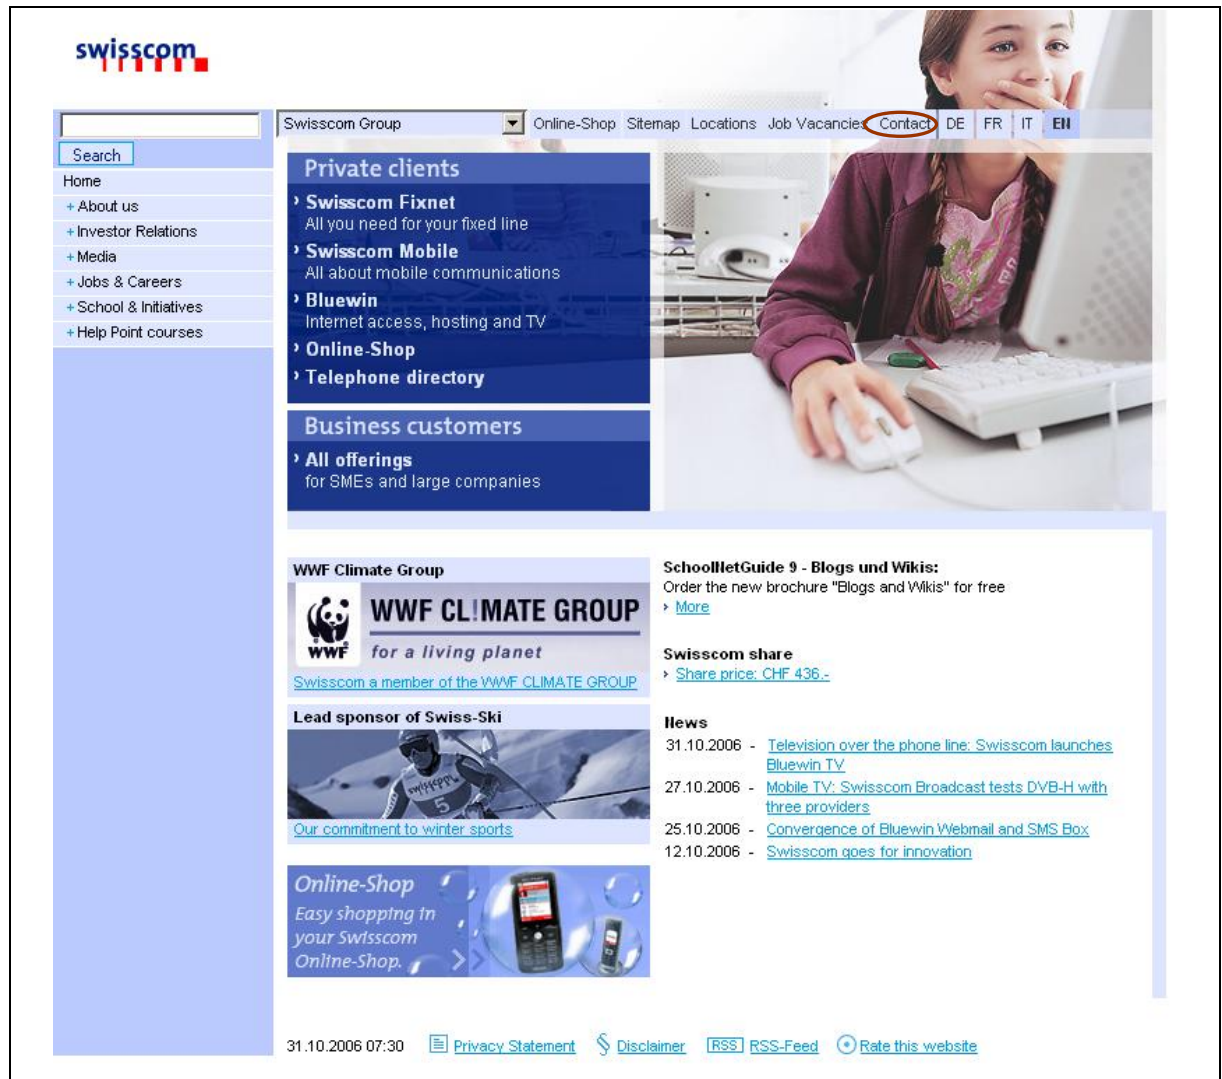 swisscom
Swisscom Group Online-Shop Sitemap Locations Job Vacancies Contact DE FR IT EN
Search
Home
+ About us
+ Investor Relations
+ Media
+ Jobs & Careers
+ School & Initiatives
+ Help Point courses
Private clients
› Swisscom Fixnet
All you need for your fixed line
› Swisscom Mobile
All about mobile communications
› Bluewin
Internet access, hosting and TV
› Online-Shop
› Telephone directory
Business customers
› All offerings
for SMEs and large companies
WWF Climate Group
WWF CL!MATE GROUP
WWF for a living planet
Swisscom a member of the WWF CLIMATE GROUP
Lead sponsor of Swiss-Ski
swisscom
5
Our commitment to winter sports
Online-Shop
Easy shopping in
your Swisscom
Online-Shop.
SchoolNetGuide 9 - Blogs und Wikis:
Order the new brochure "Blogs and Wikis" for free
› More
Swisscom share
› Share price: CHF 436.-
News
31.10.2006 - Television over the phone line: Swisscom launches
Bluewin TV
27.10.2006 - Mobile TV: Swisscom Broadcast tests DVB-H with
three providers
25.10.2006 - Convergence of Bluewin Webmail and SMS Box
12.10.2006 - Swisscom goes for innovation
31.10.2006 07:30 Privacy Statement § Disclaimer RSS RSS-Feed Rate this website